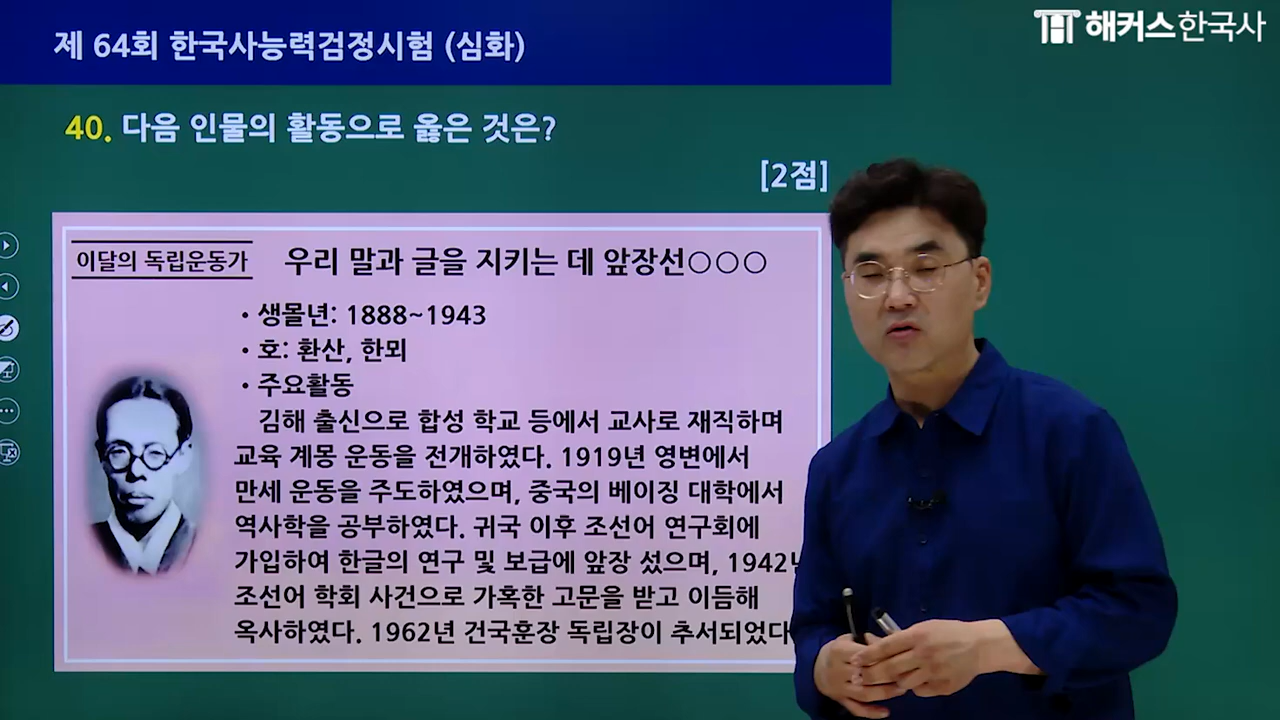 제 64회 한국사능력검정시험 (심화)
해커스한국사
40. 다음 인물의 활동으로 옳은 것은?
[2점]
이달의 독립운동가
우리 말과 글을 지키는 데 앞장선○○○
• 생몰년: 1888~1943
• 호: 환산, 한뫼
• 주요활동
김해 출신으로 합성 학교 등에서 교사로 재직하며
교육 계몽 운동을 전개하였다. 1919년 영변에서
만세 운동을 주도하였으며, 중국의 베이징 대학에서
역사학을 공부하였다. 귀국 이후 조선어 연구회에
가입하여 한글의 연구 및 보급에 앞장 섰으며, 1942년
조선어 학회 사건으로 가혹한 고문을 받고 이듬해
옥사하였다. 1962년 건국훈장 독립장이 추서되었다